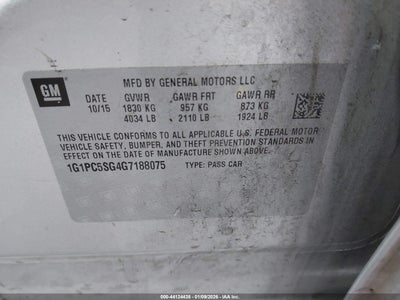 GM
MFD BY GENERAL MOTORS LLC
DATE GVWR GAWR FRT GAWR RR
10/15 1830 KG 957 KG 873 KG
4034 LB 2110 LB 1924 LB
THIS VEHICLE CONFORMS TO ALL APPLICABLE U.S. FEDERAL MOTOR
VEHICLE SAFETY, BUMPER, AND THEFT PREVENTION STANDARDS IN
EFFECT ON THE DATE OF MANUFACTURE SHOWN ABOVE.
1G1PC5SG4G7188075 TYPE: PASS CAR
000-44124438 - 01/09/2026 - IAAI.COM